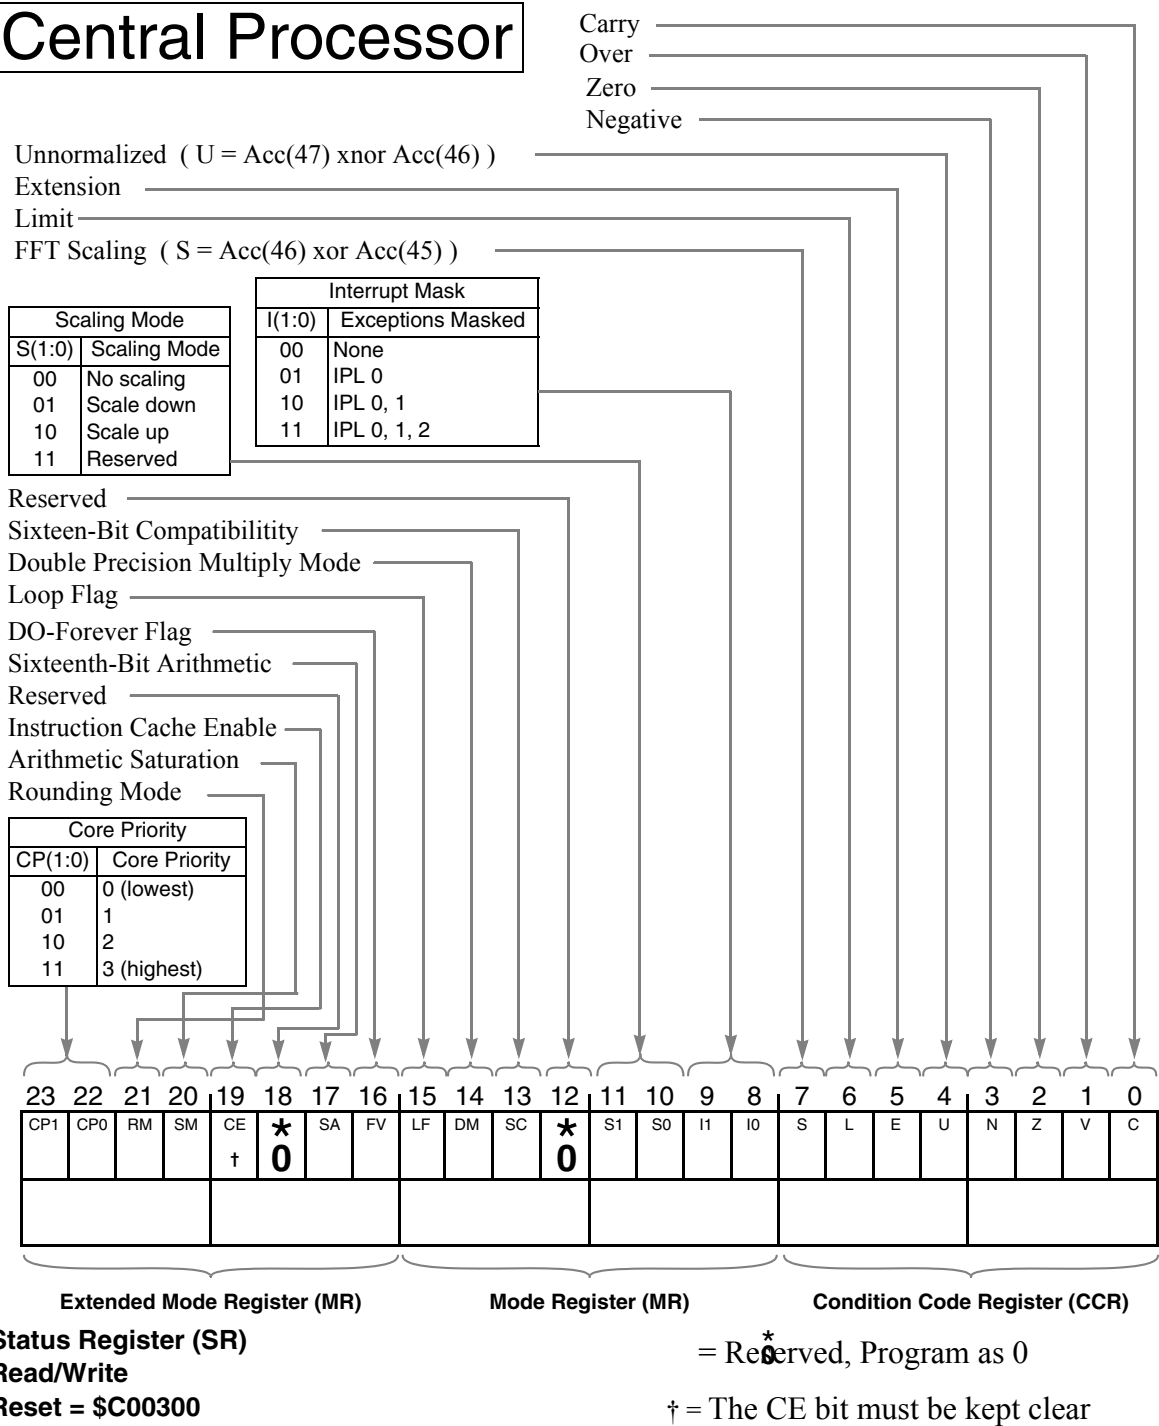 Central Processor
Carry
Over
Zero
Negative
Unnormalized ( U = Acc(47) xnor Acc(46) )
Extension
Limit
FFT Scaling ( S = Acc(46) xor Acc(45) )
Interrupt Mask
I(1:0) Exceptions Masked
00 None
01 IPL 0
10 IPL 0, 1
11 IPL 0, 1, 2
Scaling Mode
S(1:0) Scaling Mode
00 No scaling
01 Scale down
10 Scale up
11 Reserved
Reserved
Sixteen-Bit Compatibilitity
Double Precision Multiply Mode
Loop Flag
DO-Forever Flag
Sixteenth-Bit Arithmetic
Reserved
Instruction Cache Enable
Arithmetic Saturation
Rounding Mode
Core Priority
CP(1:0) Core Priority
00 0 (lowest)
01 1
10 2
11 3 (highest)
23 22 21 20 19 18 17 16 15 14 13 12 11 10 9 8 7 6 5 4 3 2 1 0
CP1 CP0 RM SM CE * SA FV LF DM SC * S1 S0 I1 I0 S L E U N Z V C
† 0 0
Extended Mode Register (MR) Mode Register (MR) Condition Code Register (CCR)
Status Register (SR)
Read/Write
Reset = $C00300
*
0
= Reserved, Program as 0
† = The CE bit must be kept clear